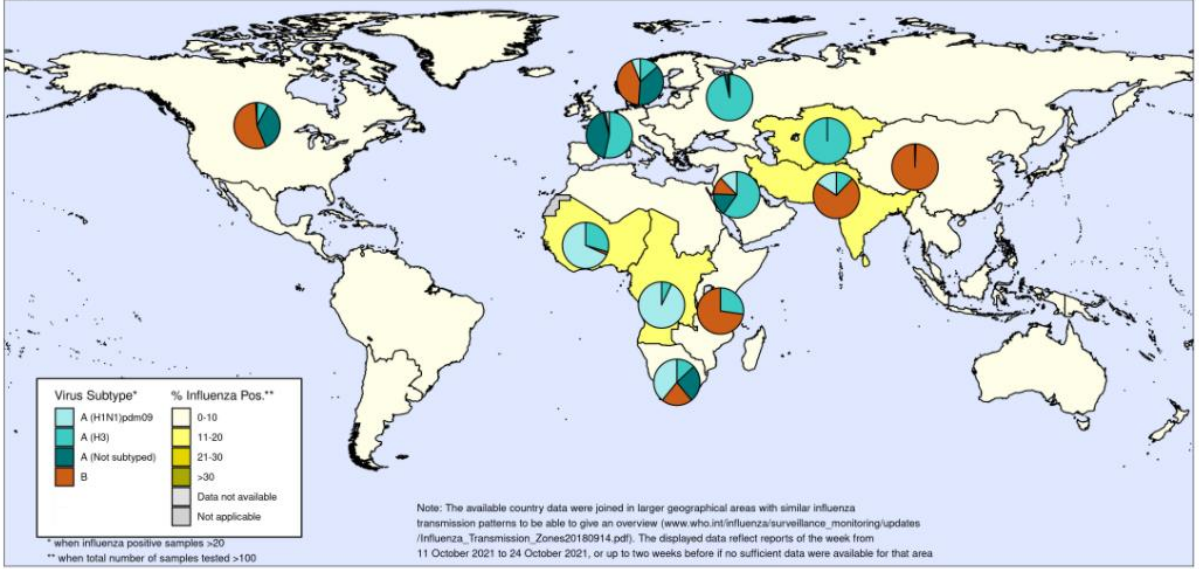 Virus Subtype*
A (H1N1)pdm09
A (H3)
A (Not subtyped)
B
% Influenza Pos.**
0-10
11-20
21-30
>30
Data not available
Not applicable
* when influenza positive samples >20
** when total number of samples tested >100
Note: The available country data were joined in larger geographical areas with similar influenza
transmission patterns to be able to give an overview (www.who.int/influenza/surveillance_monitoring/updates
/Influenza_Transmission_Zones20180914.pdf). The displayed data reflect reports of the week from
11 October 2021 to 24 October 2021, or up to two weeks before if no sufficient data were available for that area